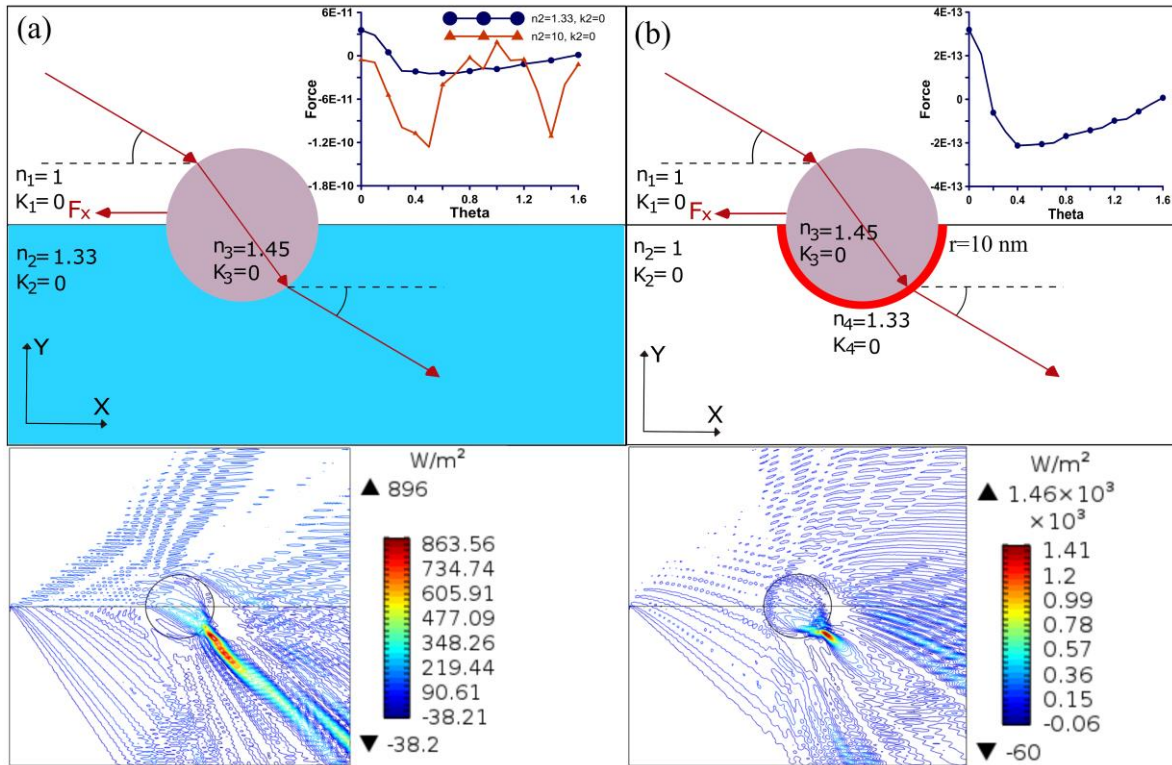 (a)
6E-11
0
-6E-11
-1.2E-10
-1.8E-10
Force
n2=1.33, k2=0
n2=10, k2=0
0 0.4 0.8 1.2 1.6
Theta
n₁= 1
K₁= 0
Fx
n₂= 1.33
K₂= 0
n₃=1.45
K₃=0
Y
X
(b)
4E-13
2E-13
0
-2E-13
4E-13
Force
0 0.4 0.8 1.2 1.6
Theta
n₁= 1
K₁= 0
Fx
n₂= 1
K₂= 0
n₃=1.45
K₃=0
r=10 nm
n₄=1.33
K₄=0
Y
X
W/m²
▲ 896
863.56
734.74
605.91
477.09
348.26
219.44
90.61
-38.21
▼ -38.2
W/m²
▲ 1.46×10³
×10³
1.41
1.2
0.99
0.78
0.57
0.36
0.15
-0.06
▼ -60